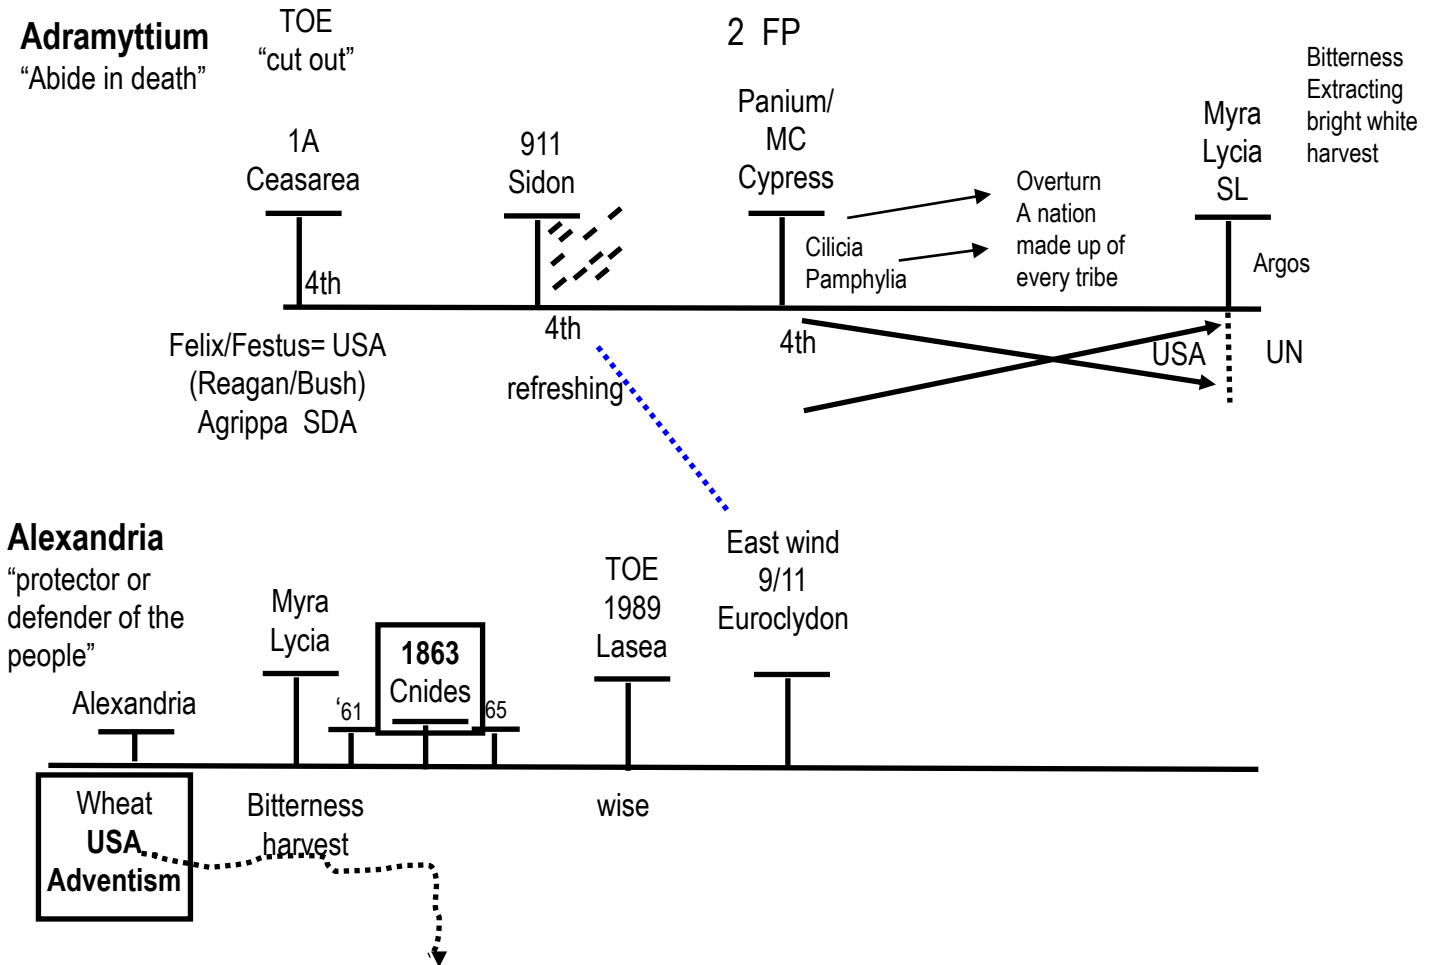 Adramyttium
“Abide in death”
TOE
“cut out”
2 FP
Bitterness
Extracting
bright white
harvest
1A
Ceasarea
911
Sidon
Panium/
MC
Cypress
Myra
Lycia
SL
Overturn
A nation
made up of
every tribe
Cilicia
Pamphylia
Argos
4th
4th
4th
USA
UN
Felix/Festus= USA
(Reagan/Bush)
Agrippa SDA
refreshing
Alexandria
“protector or
defender of the
people”
Alexandria
Myra
Lycia
‘61
1863
Cnides
65
TOE
1989
Lasea
East wind
9/11
Euroclydon
Wheat
USA
Adventism
Bitterness
harvest
wise